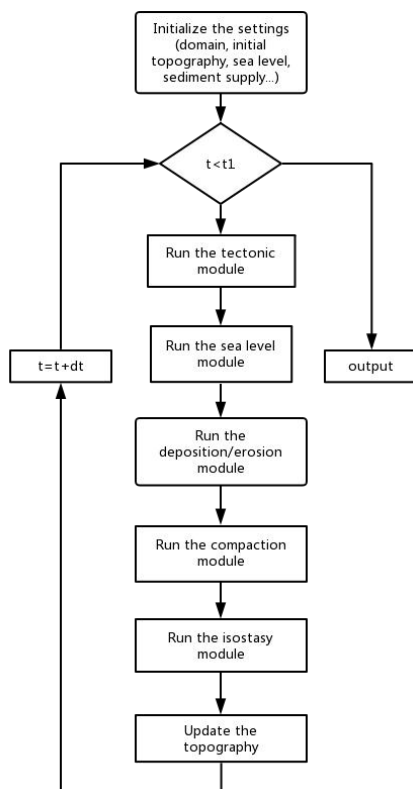 Initialize the settings
(domain, initial
topography, sea level,
sediment supply...)
t<t1
Run the tectonic
module
Run the sea level
module
t=t+dt
output
Run the
deposition/erosion
module
Run the compaction
module
Run the isostasy
module
Update the
topography